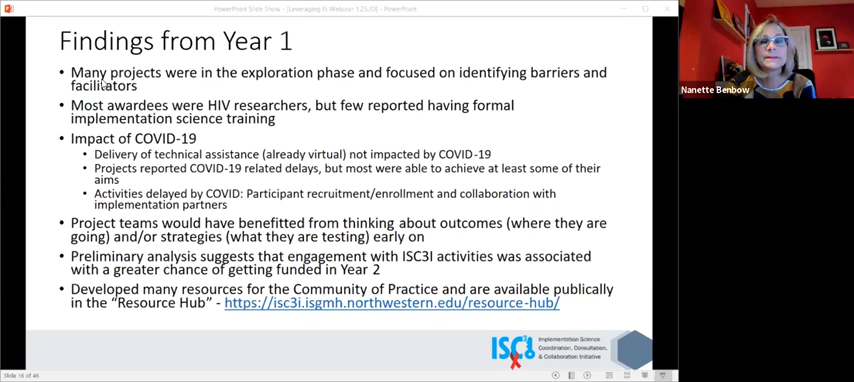 PowerPoint Slide Show - [Leveraging IS Webinar 1.25.20] - PowerPoint
Findings from Year 1
• Many projects were in the exploration phase and focused on identifying barriers and
facilitators
• Most awardees were HIV researchers, but few reported having formal
implementation science training
• Impact of COVID-19
• Delivery of technical assistance (already virtual) not impacted by COVID-19
• Projects reported COVID-19 related delays, but most were able to achieve at least some of their
aims
• Activities delayed by COVID: Participant recruitment/enrollment and collaboration with
implementation partners
• Project teams would have benefitted from thinking about outcomes (where they are
going) and/or strategies (what they are testing) early on
• Preliminary analysis suggests that engagement with ISC3I activities was associated
with a greater chance of getting funded in Year 2
• Developed many resources for the Community of Practice and are available publically
in the “Resource Hub” - https://isc3i.isgmh.northwestern.edu/resource-hub/
ISC3I
Implementation Science
Coordination, Consultation,
& Collaboration Initiative
Slide 16 of 46
Nanette Benbow